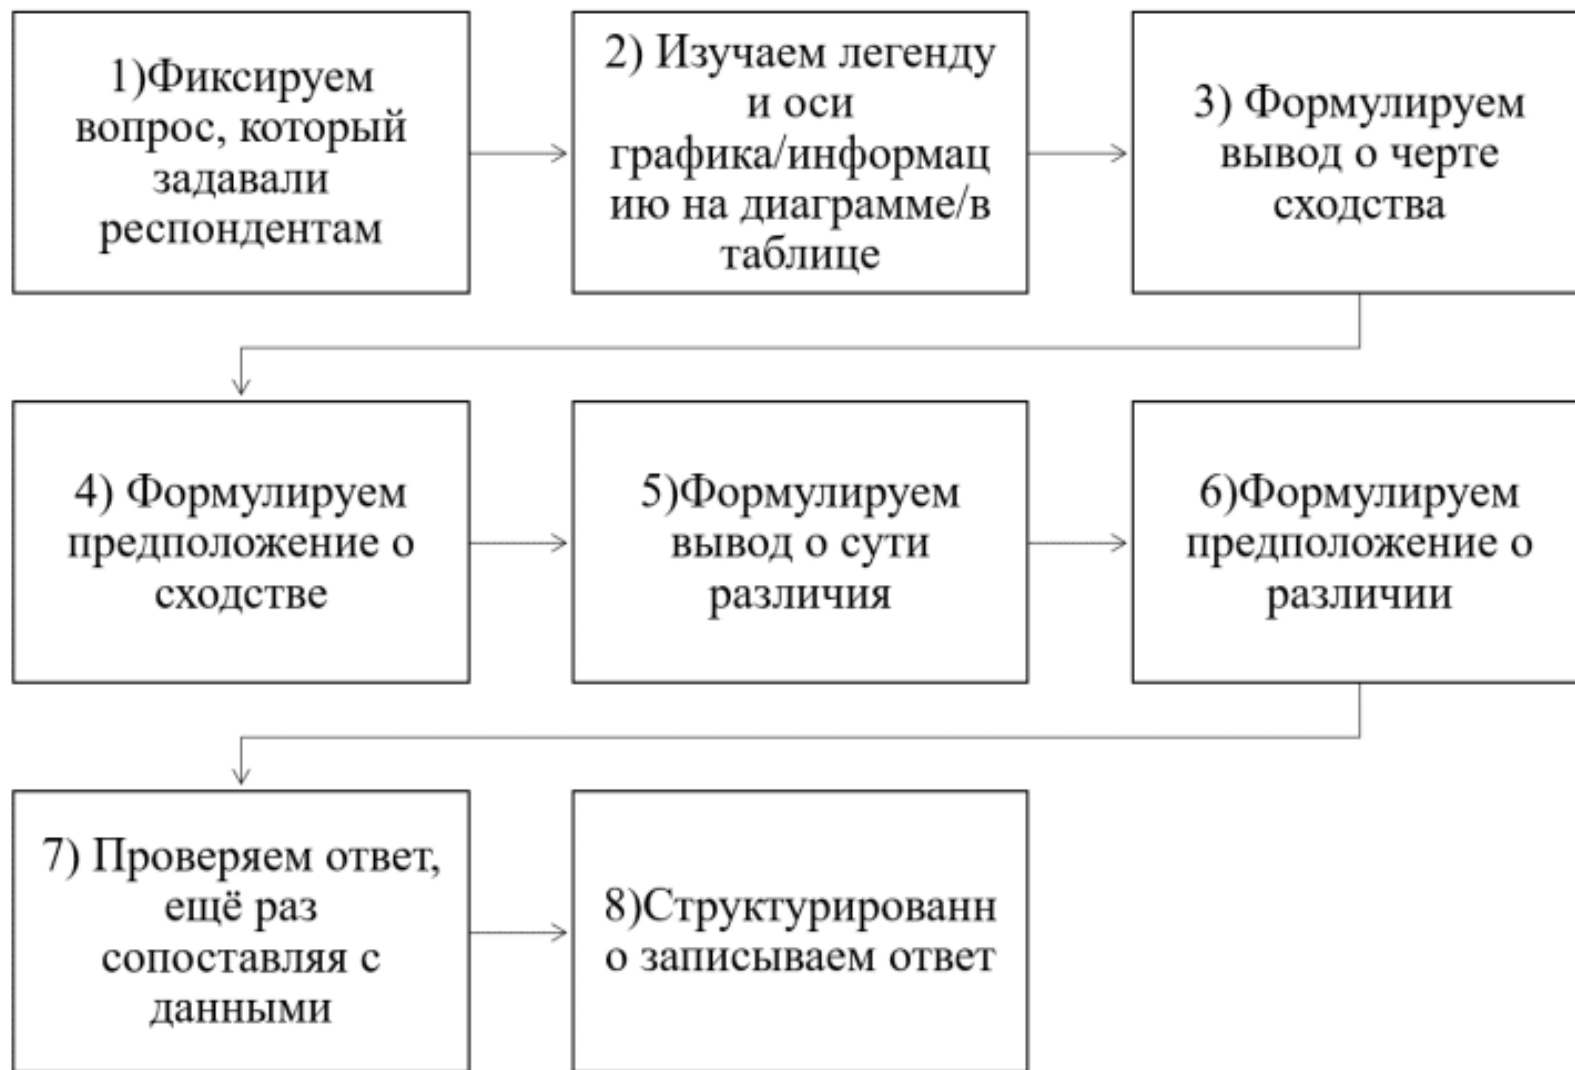 1)Фиксируем
вопрос, который
задавали
респондентам
2) Изучаем легенду
и оси
графика/информац
ию на диаграмме/в
таблице
3) Формулируем
вывод о черте
сходства
4) Формулируем
предположение о
сходстве
5)Формулируем
вывод о сути
различия
6)Формулируем
предположение о
различии
7) Проверяем ответ,
ещё раз
сопоставляя с
данными
8)Структурированн
о записываем ответ